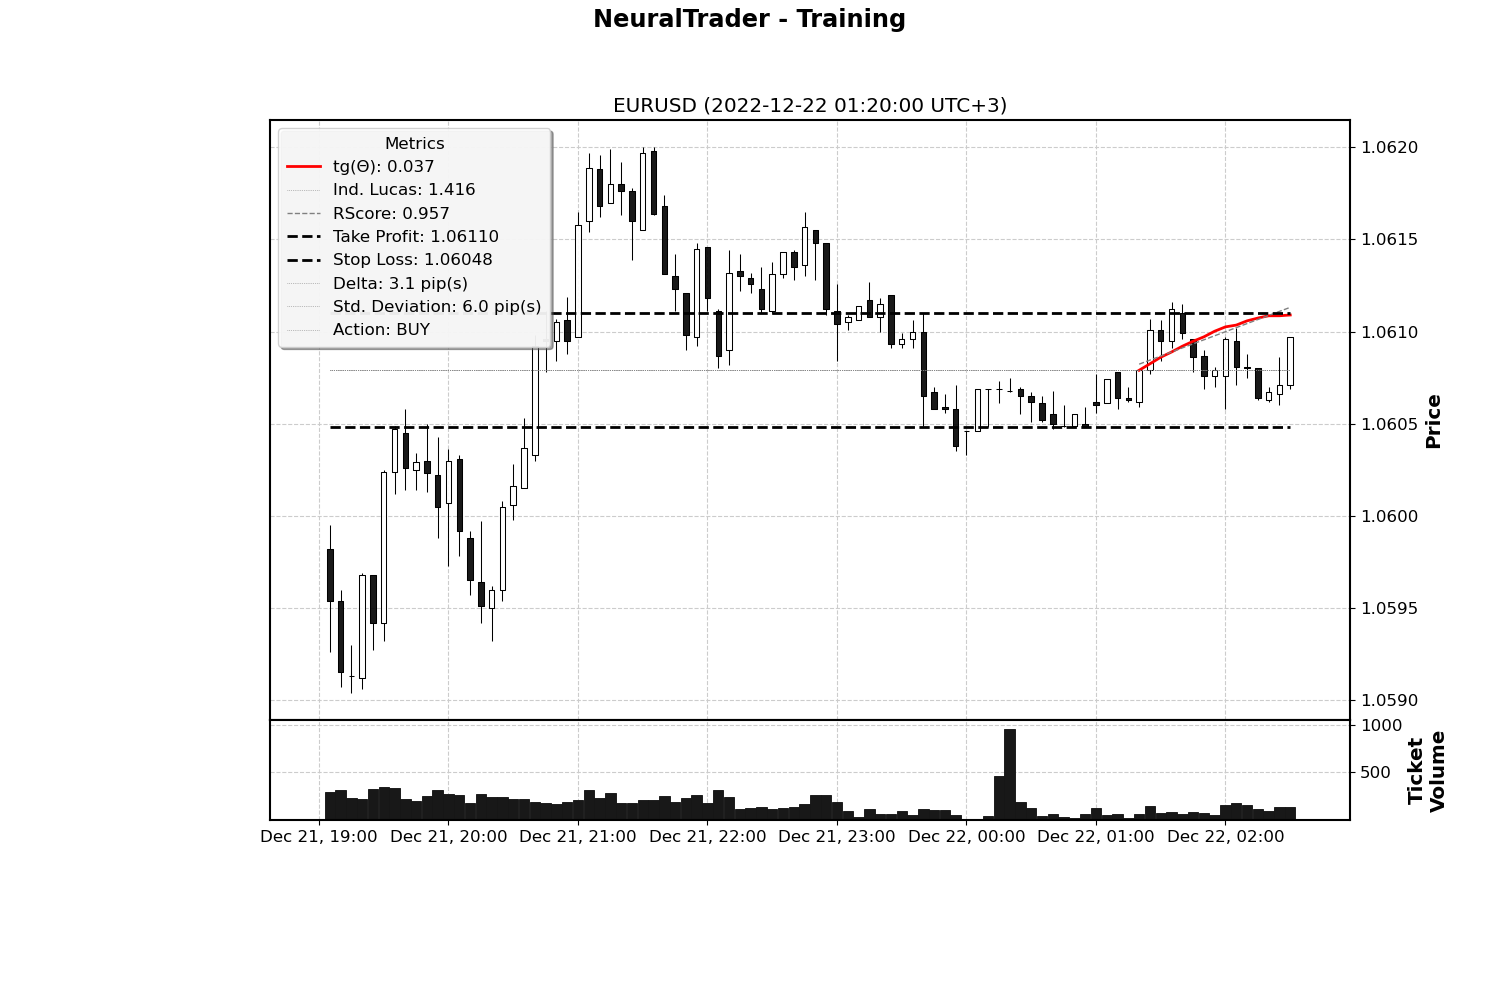 NeuralTrader - Training
EURUSD (2022-12-22 01:20:00 UTC+3)
Metrics
tg(Θ): 0.037
Ind. Lucas: 1.416
RScore: 0.957
Take Profit: 1.06110
Stop Loss: 1.06048
Delta: 3.1 pip(s)
Std. Deviation: 6.0 pip(s)
Action: BUY
1.0620
1.0615
1.0610
1.0605
1.0600
1.0595
1.0590
Price
1000
500
Ticket
Volume
Dec 21, 19:00
Dec 21, 20:00
Dec 21, 21:00
Dec 21, 22:00
Dec 21, 23:00
Dec 22, 00:00
Dec 22, 01:00
Dec 22, 02:00